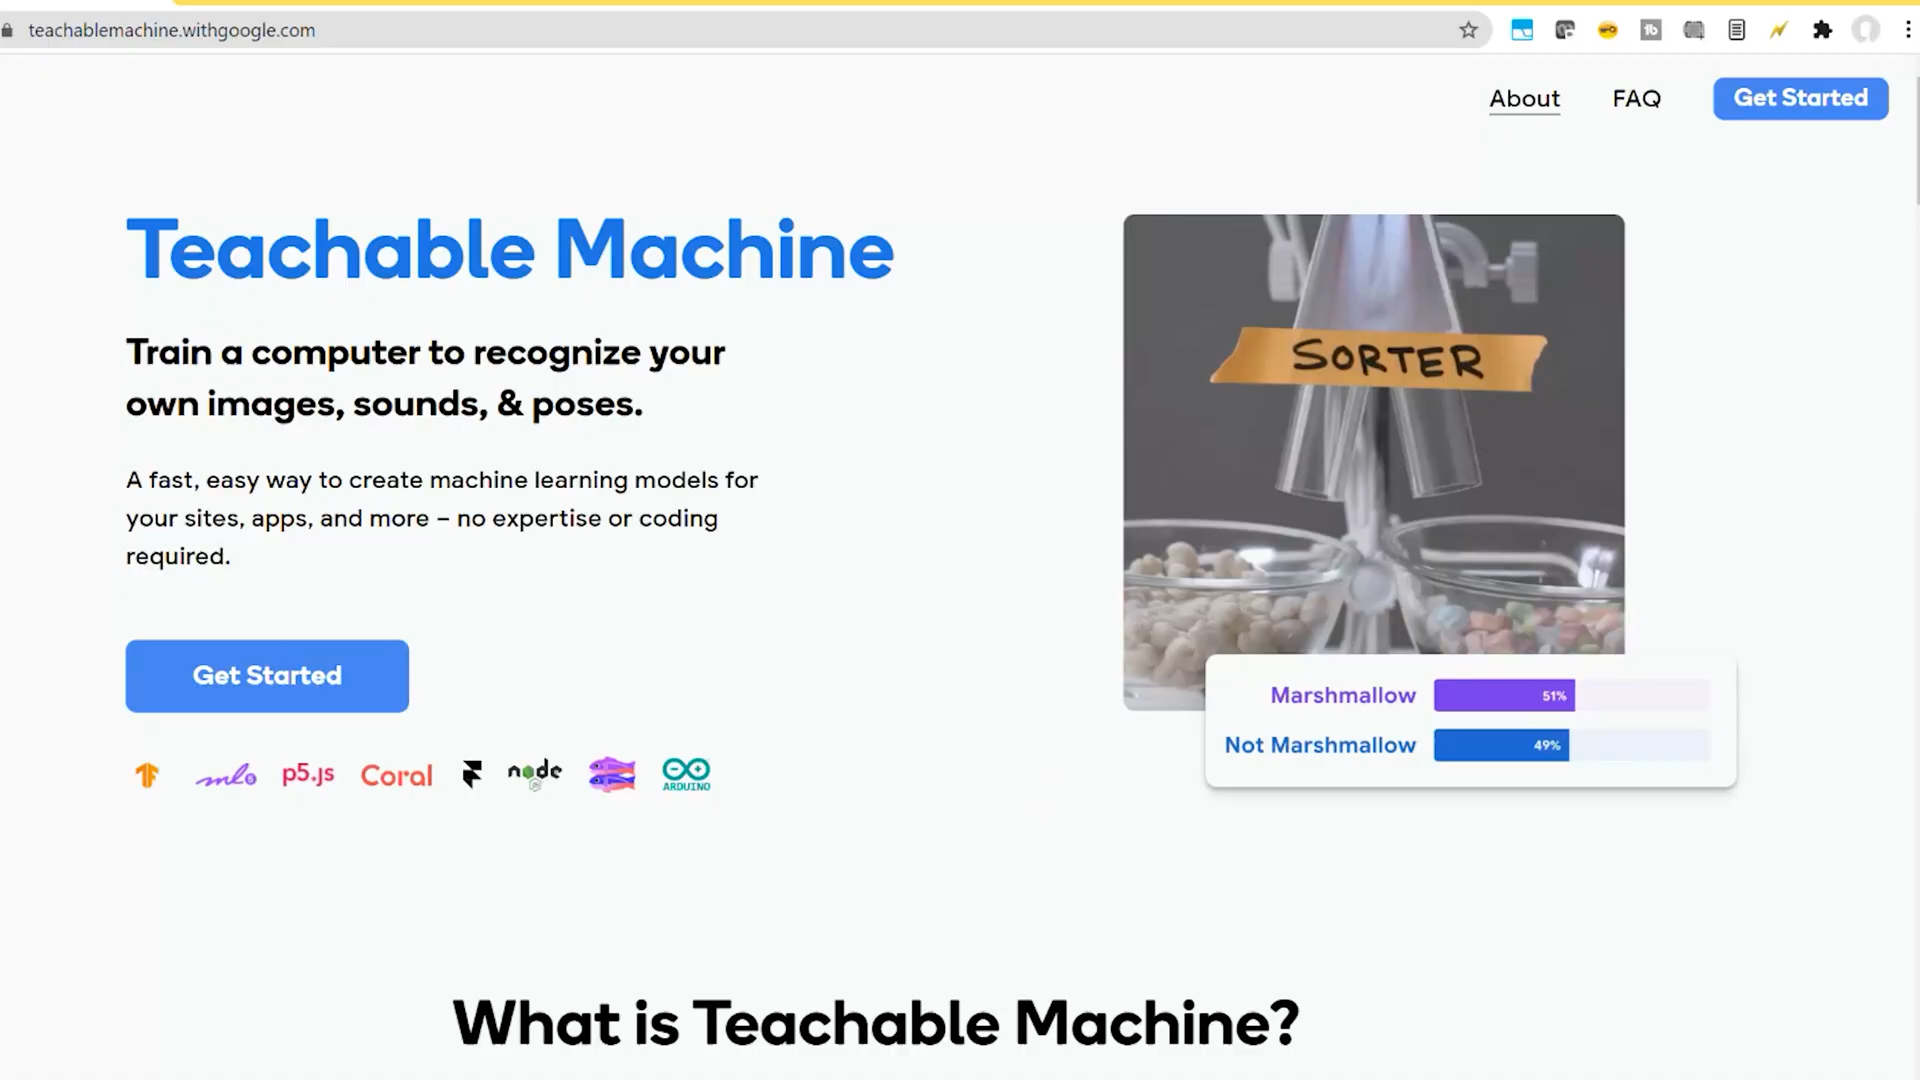 teachablemachine.withgoogle.com
About FAQ Get Started
Teachable Machine
Train a computer to recognize your
own images, sounds, & poses.
A fast, easy way to create machine learning models for
your sites, apps, and more – no expertise or coding
required.
Get Started
ml5 p5.js Coral node ARDUINO
SORTER
Marshmallow 51%
Not Marshmallow 49%
What is Teachable Machine?